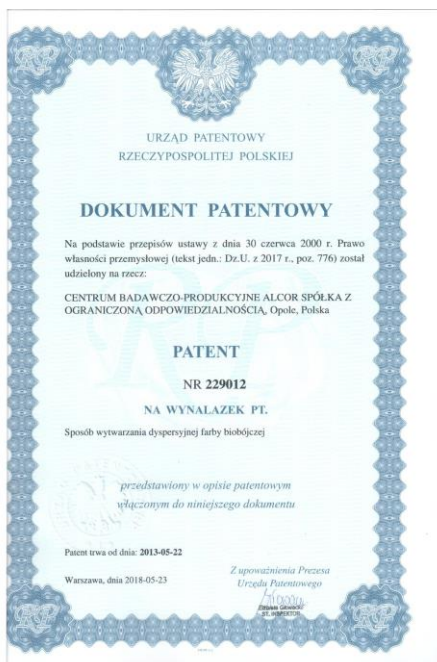 URZĄD PATENTOWY
RZECZYPOSPOLITEJ POLSKIEJ
DOKUMENT PATENTOWY
Na podstawie przepisów ustawy z dnia 30 czerwca 2000 r. Prawo
własności przemysłowej (tekst jedn.: Dz.U. z 2017 r., poz. 776) został
udzielony na rzecz:
CENTRUM BADAWCZO-PRODUKCYJNE ALCOR SPÓŁKA Z
OGRANICZONĄ ODPOWIEDZIALNOŚCIĄ, Opole, Polska
PATENT
NR 229012
NA WYNALAZEK PT.
Sposób wytwarzania dyspersyjnej farby biobójczej
przedstawiony w opisie patentowym
włączonym do niniejszego dokumentu
Patent trwa od dnia: 2013-05-22
Warszawa, dnia 2018-05-23
Z upoważnienia Prezesa
Urzędu Patentowego
ST. INSPEKTOR